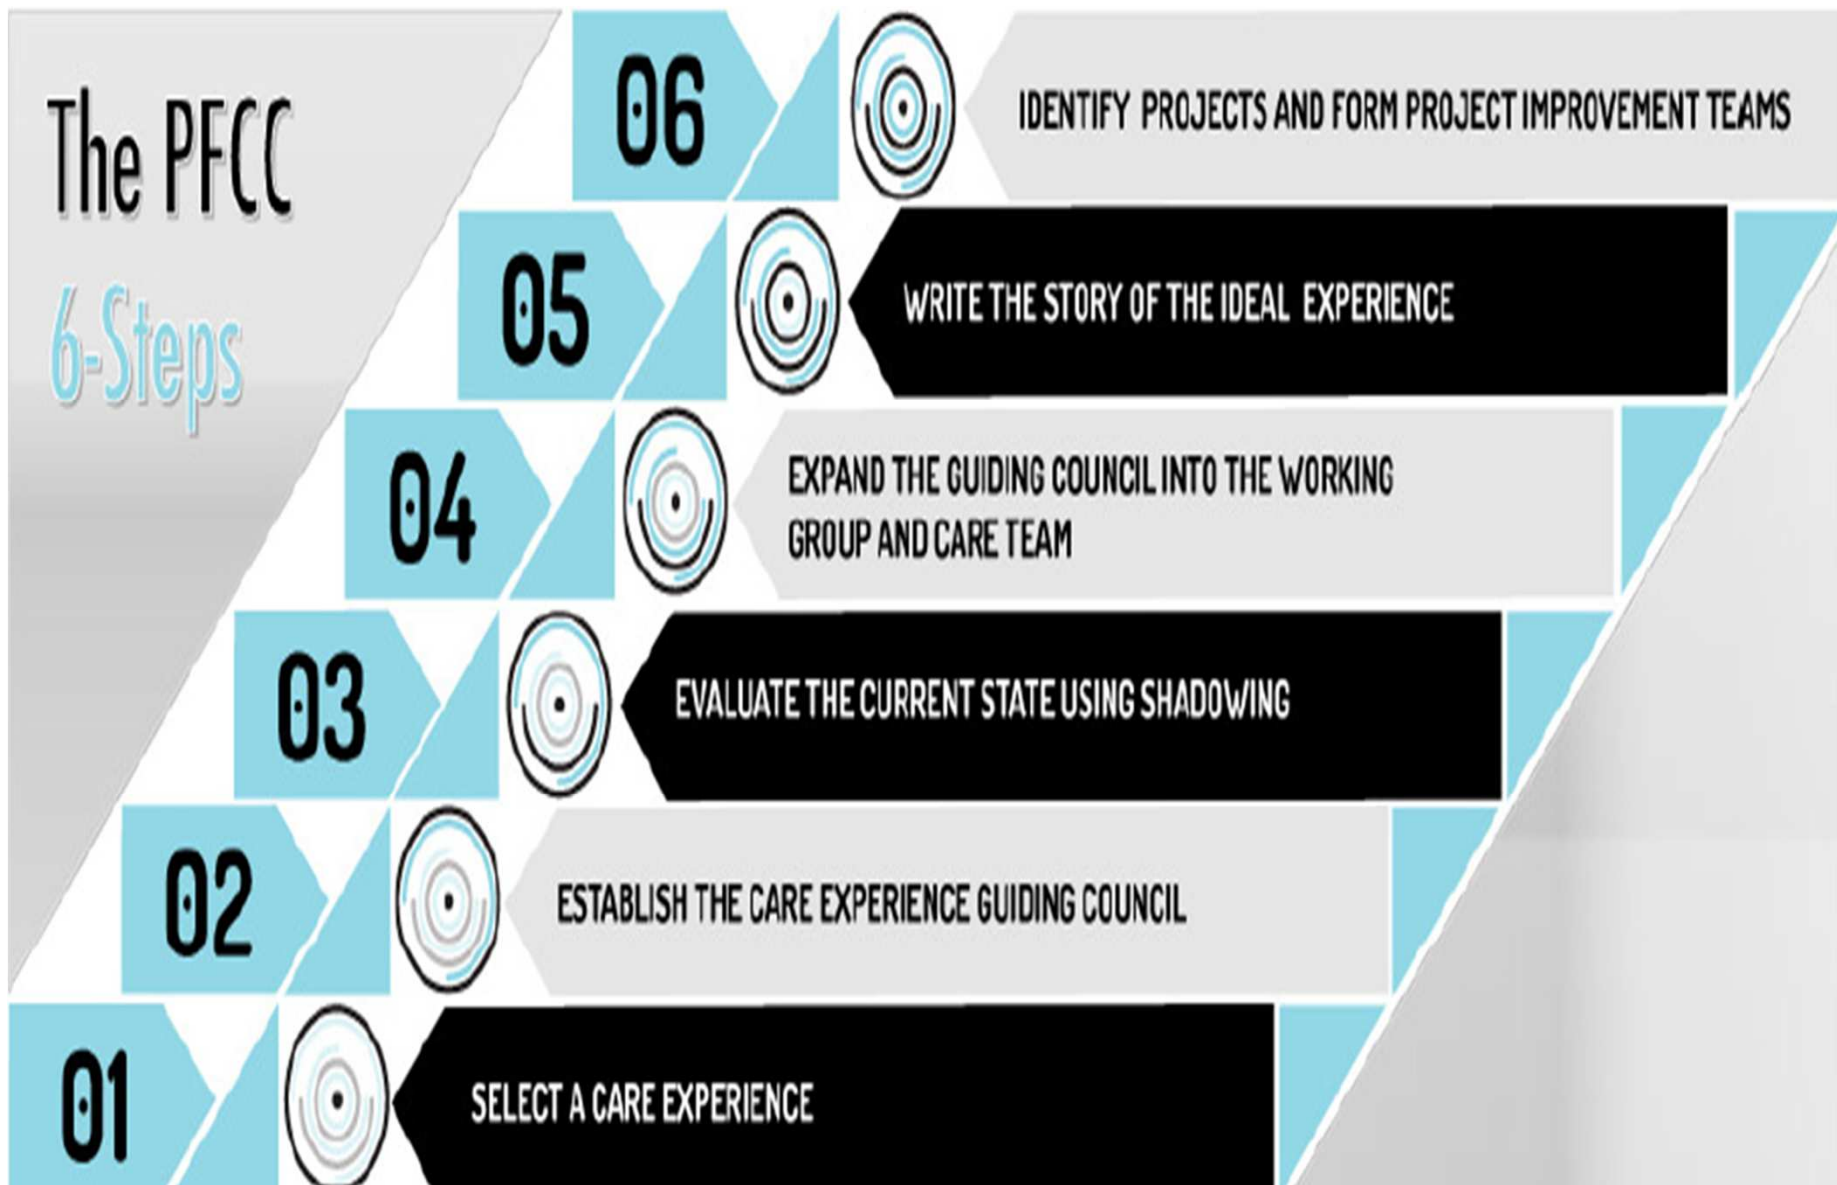 The PFCC
6-Steps
06
IDENTIFY PROJECTS AND FORM PROJECT IMPROVEMENT TEAMS
05
WRITE THE STORY OF THE IDEAL EXPERIENCE
04
EXPAND THE GUIDING COUNCIL INTO THE WORKING
GROUP AND CARE TEAM
03
EVALUATE THE CURRENT STATE USING SHADOWING
02
ESTABLISH THE CARE EXPERIENCE GUIDING COUNCIL
01
SELECT A CARE EXPERIENCE